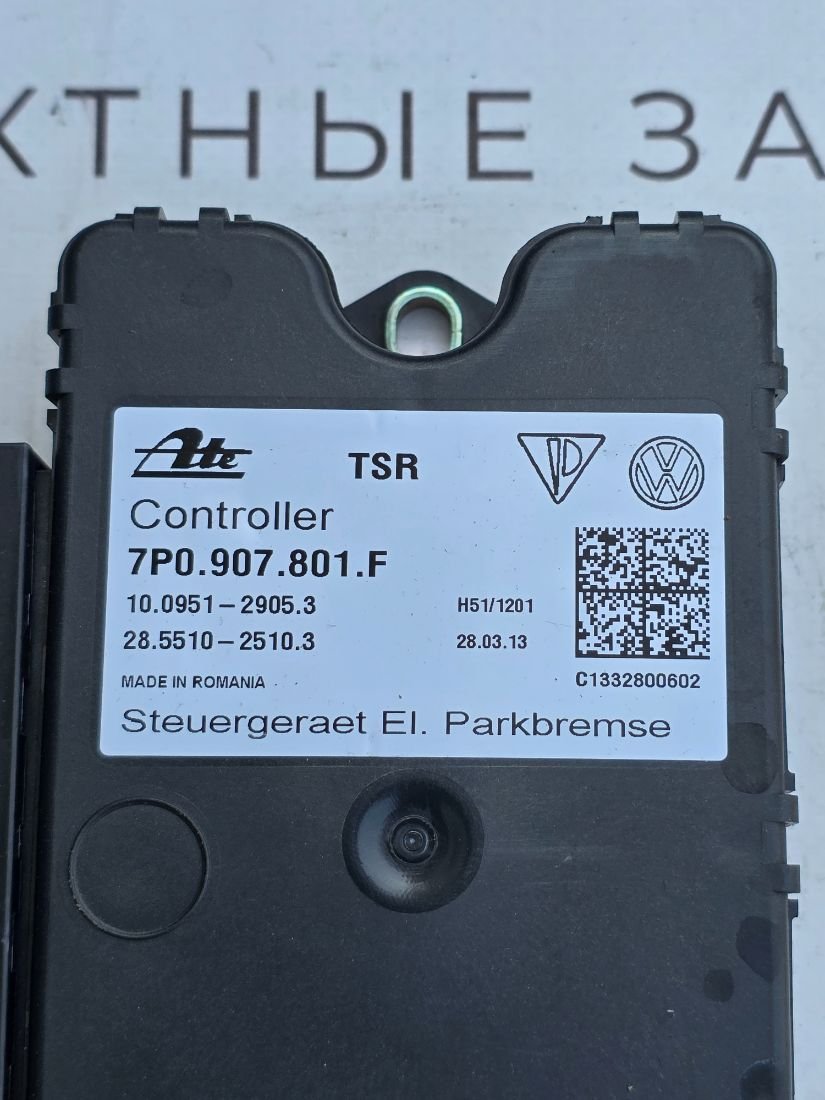 КТНЫЕ ЗА
Ate TSR
Controller
7P0.907.801.F
10.0951-2905.3 H51/1201
28.5510-2510.3 28.03.13
MADE IN ROMANIA C1332800602
Steuergeraet El. Parkbremse